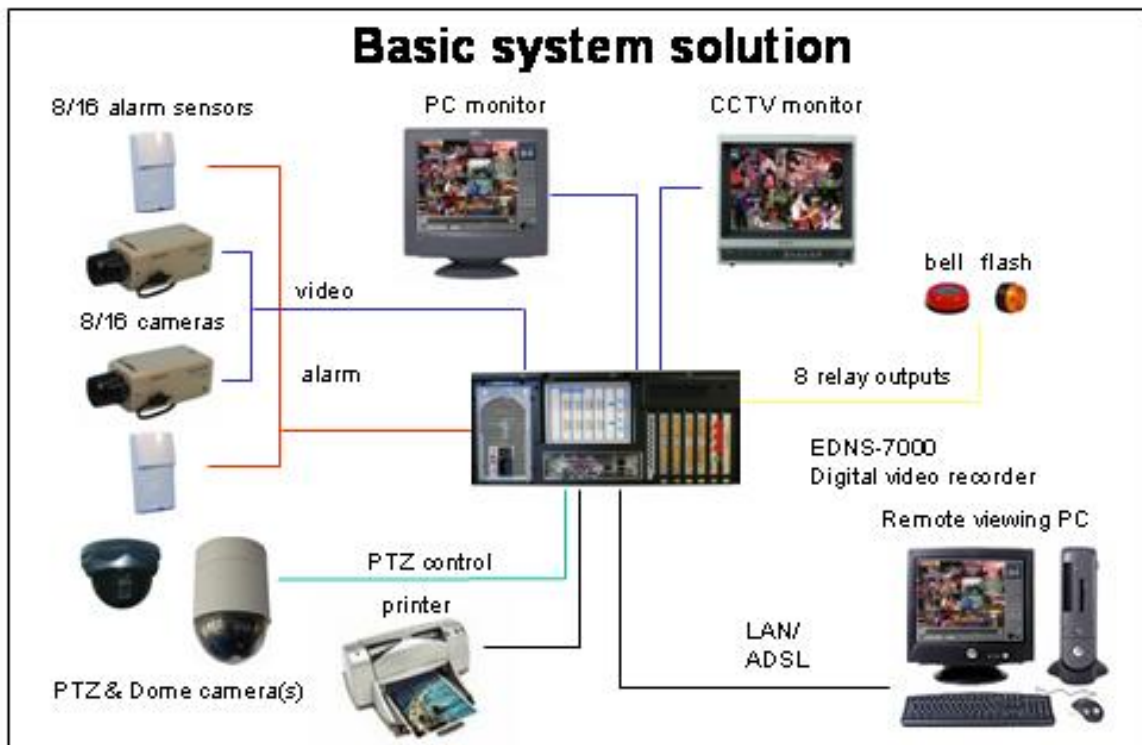 Basic system solution
8/16 alarm sensors
PC monitor
CCTV monitor
bell flash
video
8/16 cameras
alarm
8 relay outputs
EDNS-7000
Digital video recorder
Remote viewing PC
PTZ control
printer
LAN/
ADSL
PTZ & Dome camera(s)